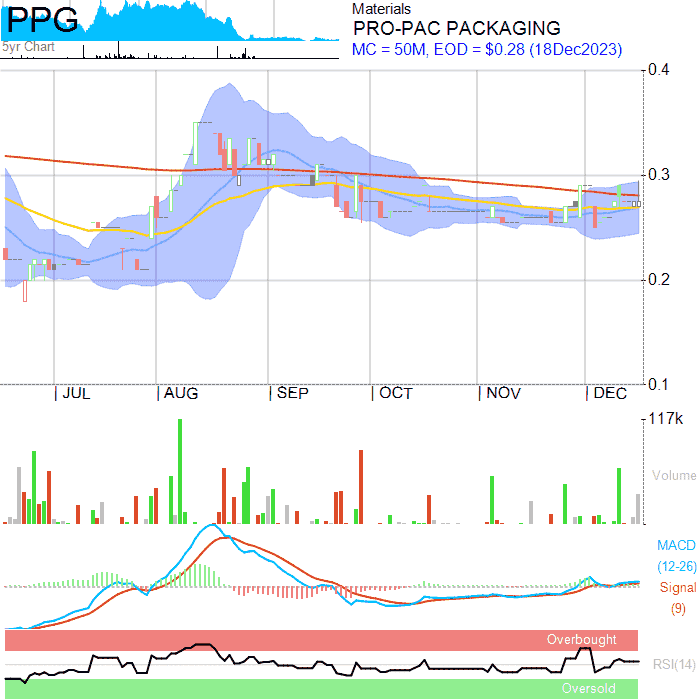 PPG
5yr Chart
Materials
PRO-PAC PACKAGING
MC = 50M, EOD = $0.28 (18Dec2023)
0.4
0.3
0.2
0.1
JUL
AUG
SEP
OCT
NOV
DEC
117k
Volume
MACD
(12-26)
Signal
(9)
Overbought
RSI(14)
Oversold